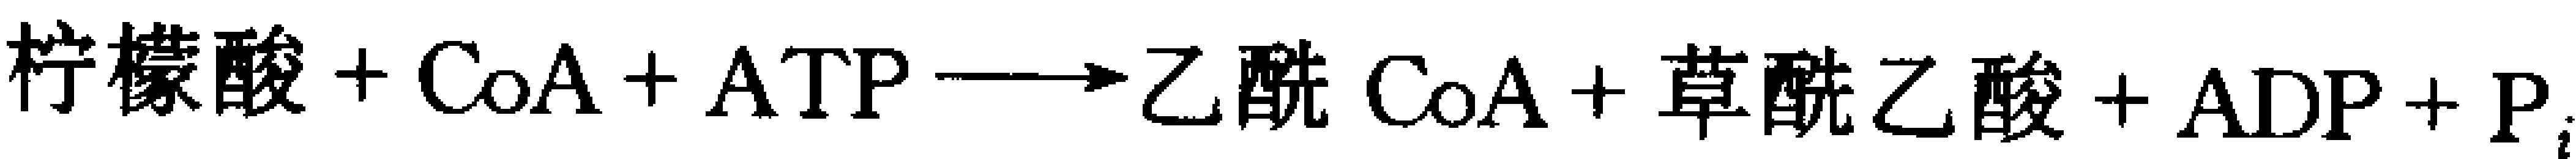 柠檬酸 + CoA + ATP ⟶ 乙酰 CoA + 草酰乙酸 + ADP + Pᵢ